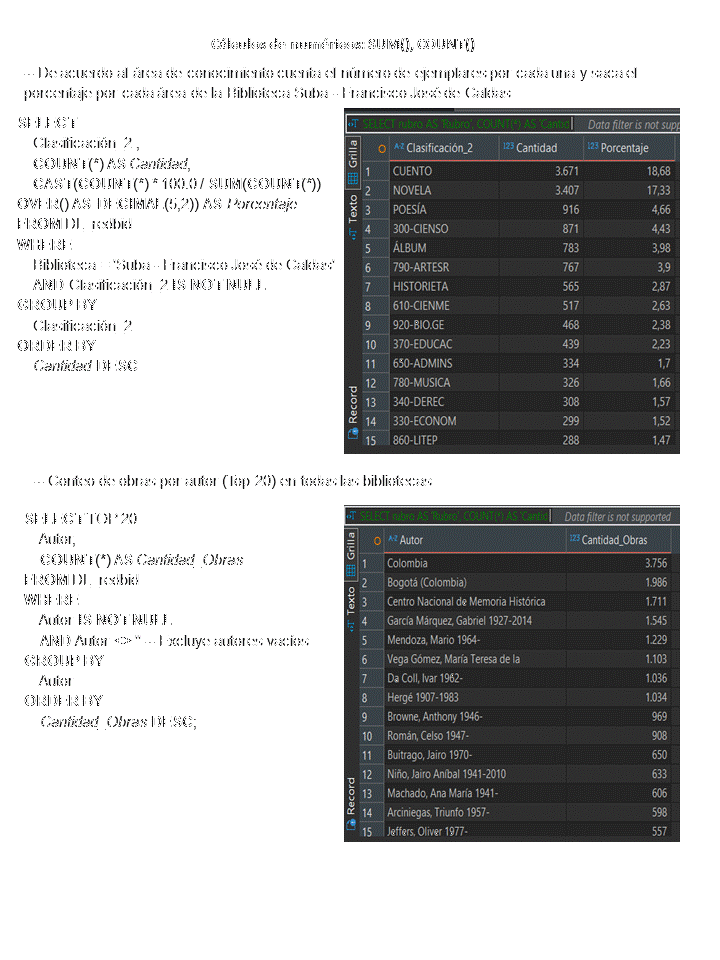 Cálculos de numéricos: SUM(), COUNT()
-- De acuerdo al área de conocimiento cuenta el número de ejemplares por cada una y saca el
porcentaje por cada área de la Biblioteca Suba - Francisco José de Caldas
SELECT
Clasificación_2 ,
COUNT(*) AS Cantidad,
CAST(COUNT(*) * 100.0 / SUM(COUNT(*))
OVER() AS DECIMAL(5,2)) AS Porcentaje
FROM DL_recibio
WHERE
Biblioteca = 'Suba - Francisco José de Caldas'
AND Clasificación_2 IS NOT NULL
GROUP BY
Clasificación_2
ORDER BY
Cantidad DESC
SELECT rubro AS 'Rubro', COUNT(*) AS 'Cantid Data filter is not supp
Grilla
Texto
Record
Clasificación_2 Cantidad Porcentaje
1 CUENTO 3.671 18,68
2 NOVELA 3.407 17,33
3 POESÍA 916 4,66
4 300-CIENSO 871 4,43
5 ÁLBUM 783 3,98
6 790-ARTESR 767 3,9
7 HISTORIETA 565 2,87
8 610-CIENME 517 2,63
9 920-BIO.GE 468 2,38
10 370-EDUCAC 439 2,23
11 650-ADMINS 334 1,7
12 780-MUSICA 326 1,66
13 340-DEREC 308 1,57
14 330-ECONOM 299 1,52
15 860-LITEP 288 1,47
-- Conteo de obras por autor (Top 20) en todas las bibliotecas
SELECT TOP 20
Autor,
COUNT(*) AS Cantidad_Obras
FROM DL_recibio
WHERE
Autor IS NOT NULL
AND Autor <> '' -- Excluye autores vacíos
GROUP BY
Autor
ORDER BY
Cantidad_Obras DESC;
SELECT rubro AS 'Rubro', COUNT(*) AS 'Cantid Data filter is not supported
Grilla
Texto
Record
Autor Cantidad_Obras
1 Colombia 3.756
2 Bogotá (Colombia) 1.986
3 Centro Nacional de Memoria Histórica 1.711
4 García Márquez, Gabriel 1927-2014 1.545
5 Mendoza, Mario 1964- 1.229
6 Vega Gómez, María Teresa de la 1.103
7 Da Coll, Ivar 1962- 1.036
8 Hergé 1907-1983 1.034
9 Browne, Anthony 1946- 969
10 Román, Celso 1947- 908
11 Buitrago, Jairo 1970- 650
12 Niño, Jairo Aníbal 1941-2010 633
13 Machado, Ana María 1941- 606
14 Arciniegas, Triunfo 1957- 598
15 Jeffers, Oliver 1977- 557